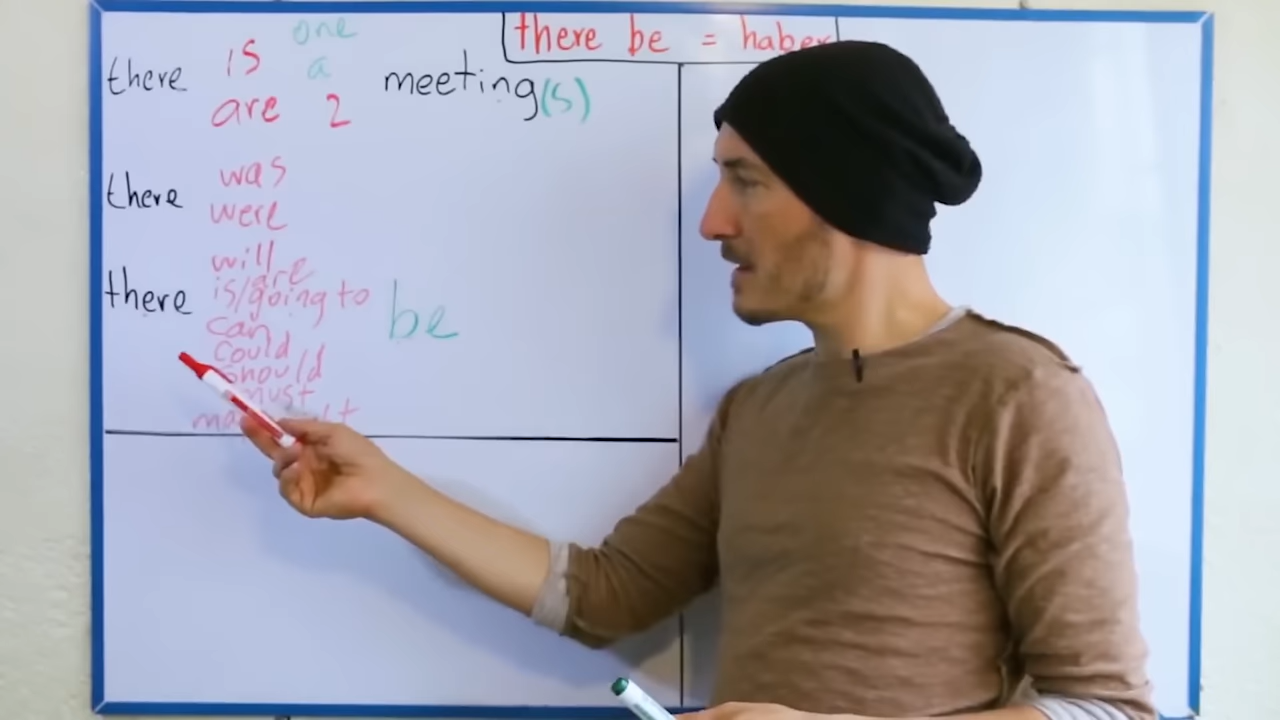 there be = haber
one
there is a meeting(s)
are 2
was
there were
will
are
there is/going to be
can
could
should
must